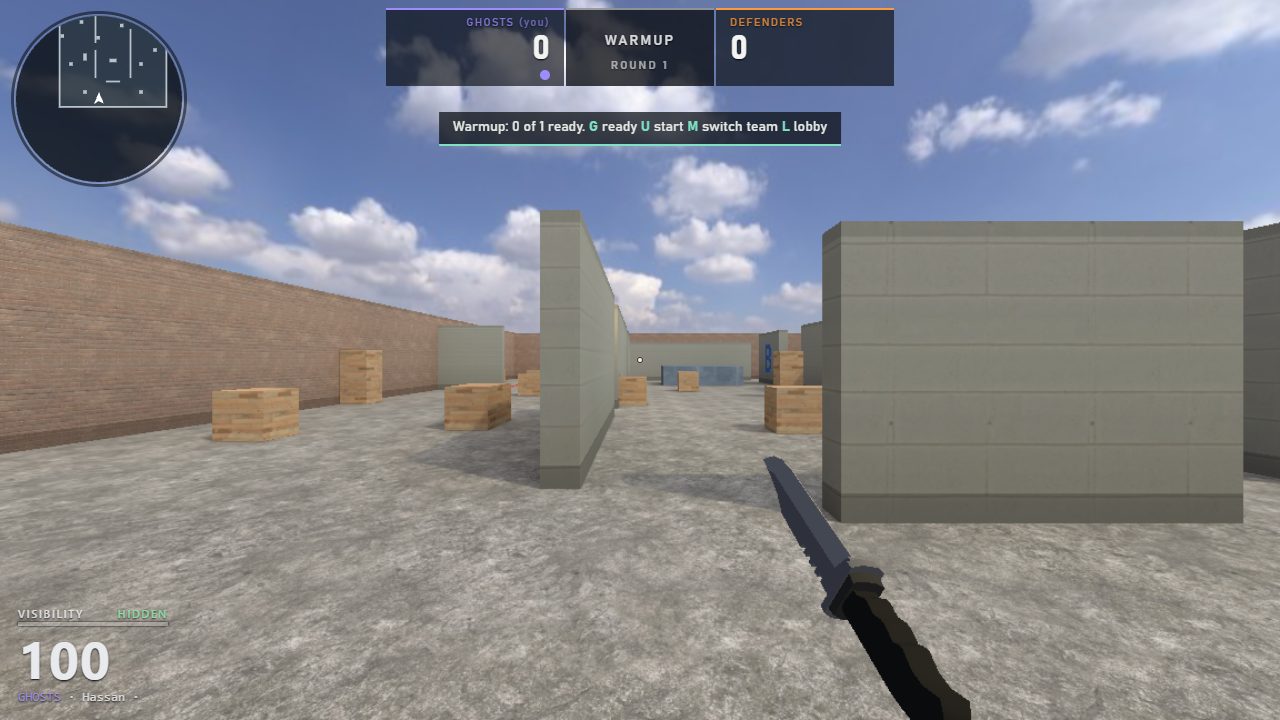 GHOSTS (you)
0
WARMUP
ROUND 1
DEFENDERS
0
Warmup: 0 of 1 ready. G ready U start M switch team L lobby
VISIBILITY HIDDEN
100
GHOSTS · Hassan ·